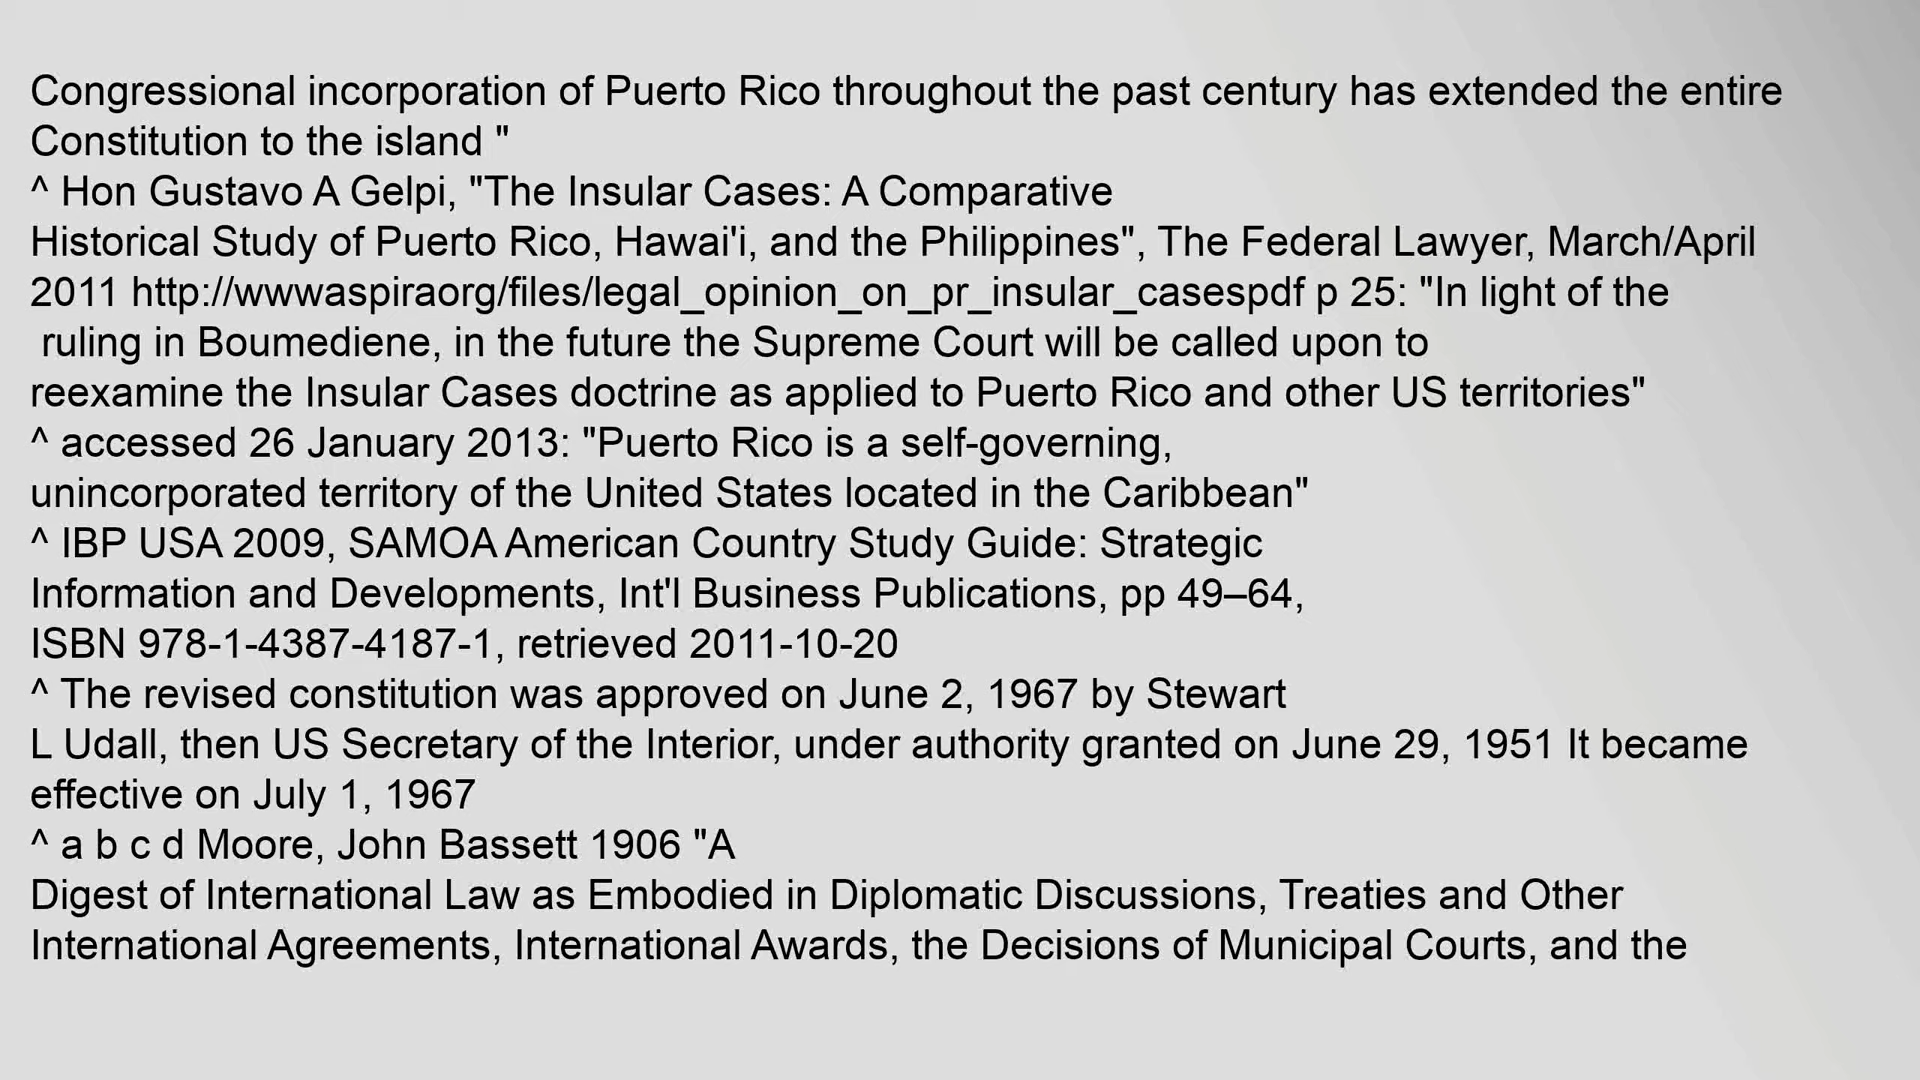 Congressional incorporation of Puerto Rico throughout the past century has extended the entire
Constitution to the island "
^ Hon Gustavo A Gelpi, "The Insular Cases: A Comparative
Historical Study of Puerto Rico, Hawai'i, and the Philippines", The Federal Lawyer, March/April
2011 http://wwwaspiraorg/files/legal_opinion_on_pr_insular_casespdf p 25: "In light of the
ruling in Boumediene, in the future the Supreme Court will be called upon to
reexamine the Insular Cases doctrine as applied to Puerto Rico and other US territories"
^ accessed 26 January 2013: "Puerto Rico is a self-governing,
unincorporated territory of the United States located in the Caribbean"
^ IBP USA 2009, SAMOA American Country Study Guide: Strategic
Information and Developments, Int'l Business Publications, pp 49–64,
ISBN 978-1-4387-4187-1, retrieved 2011-10-20
^ The revised constitution was approved on June 2, 1967 by Stewart
L Udall, then US Secretary of the Interior, under authority granted on June 29, 1951 It became
effective on July 1, 1967
^ a b c d Moore, John Bassett 1906 "A
Digest of International Law as Embodied in Diplomatic Discussions, Treaties and Other
International Agreements, International Awards, the Decisions of Municipal Courts, and the